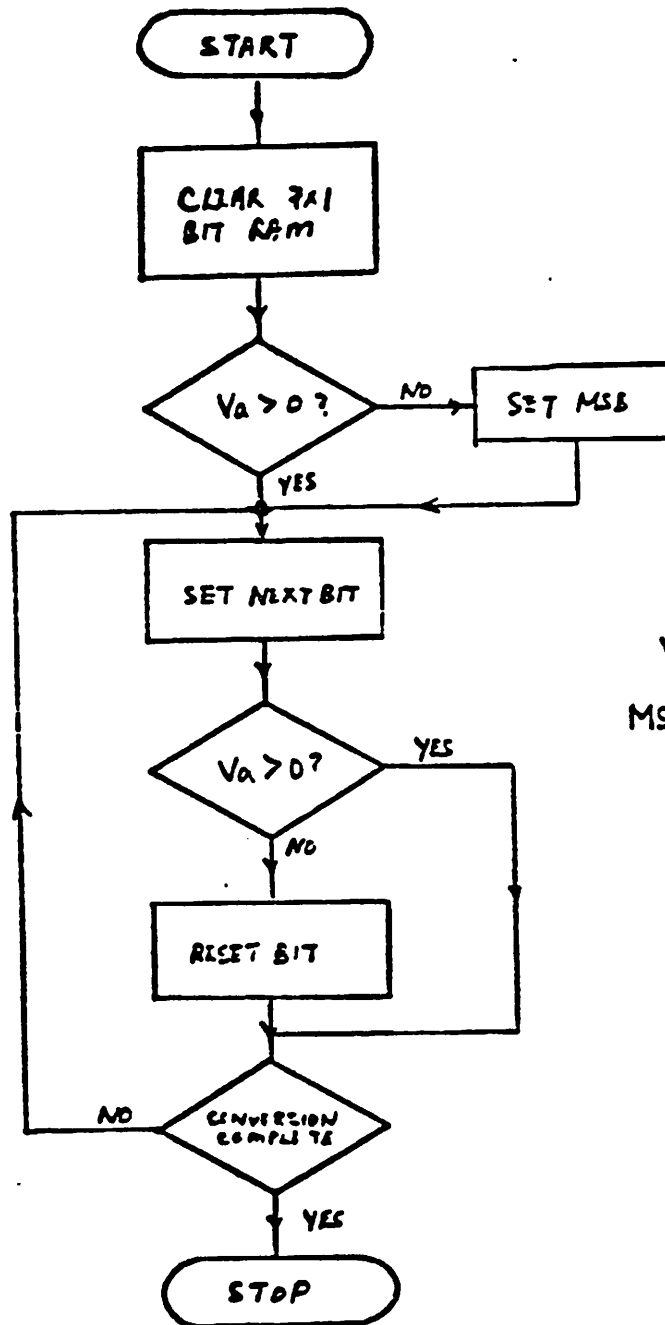 START
CLEAR 7x1
BIT RAM
Va > 0?
NO
SET MSB
YES
SET NEXT BIT
V
MS
Va > 0?
YES
NO
RESET BIT
NO
CONVERSION
COMPLETE
YES
STOP